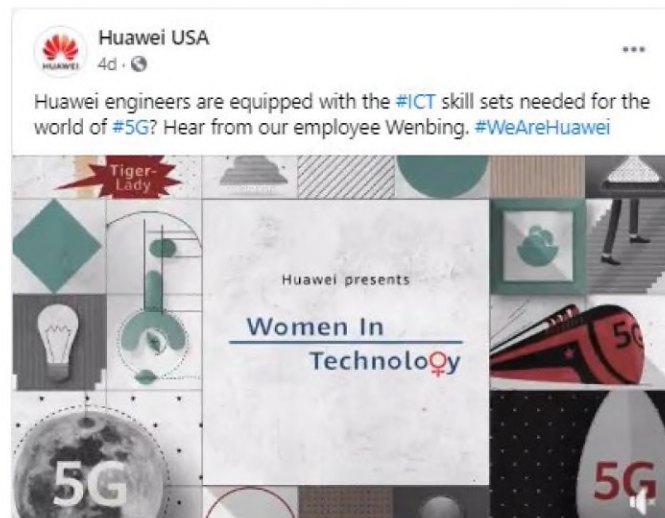 Huawei USA
HUAWEI
4d ·
Huawei engineers are equipped with the #ICT skill sets needed for the
world of #5G? Hear from our employee Wenbing. #WeAreHuawei
Tiger-
Lady
Huawei presents
Women In
Technology
5G
5G
5G